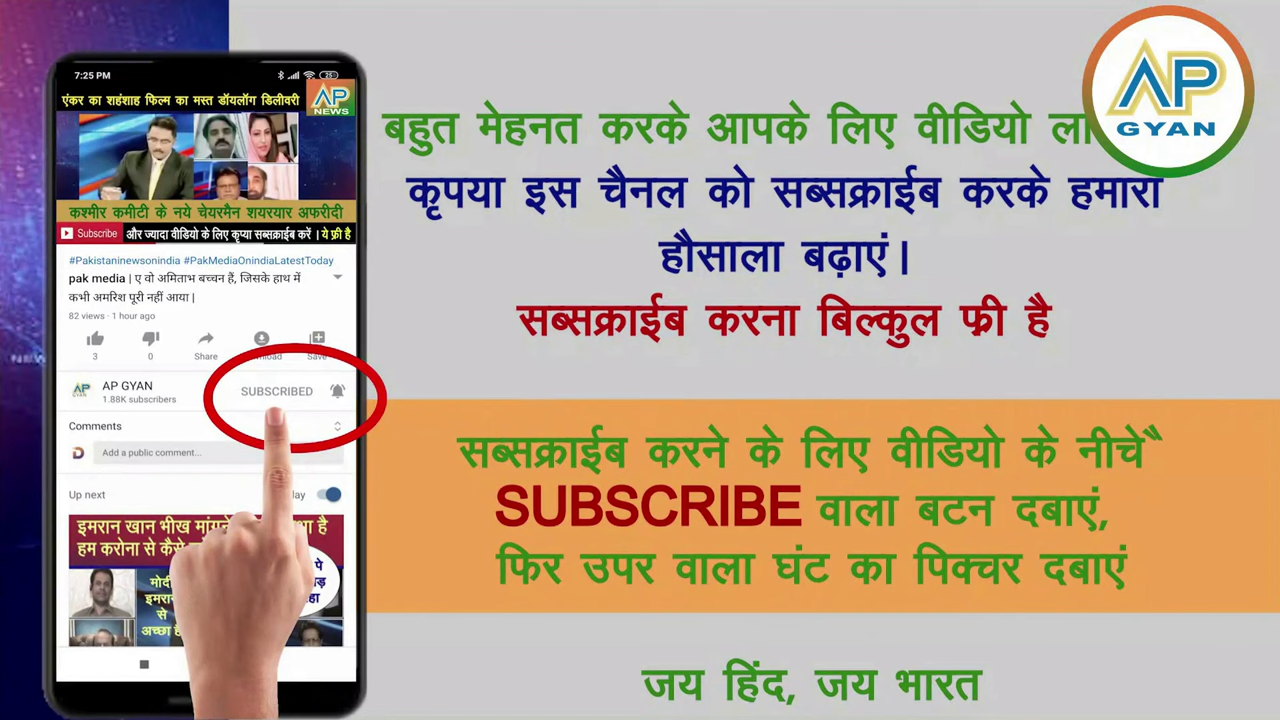 7:25 PM
25
एंकर का शहंशाह फिल्म का मस्त डॉयलॉग डिलीवरी
AP
NEWS
कश्मीर कमीटी के नये चेयरमैन शयरयार अफरीदी
Subscribe और ज्यादा वीडियो के लिए कृप्या सब्सक्राईब करें । ये फ्री है
#Pakistaninewsonindia #PakMediaOnindiaLatestToday
pak media | ए वो अमिताभ बच्चन हैं, जिसके हाथ में
कभी अमरिश पूरी नहीं आया |
82 views · 1 hour ago
3 0 Share Save
AP GYAN
1.88K subscribers
SUBSCRIBED
Comments
Add a public comment...
Up next
इमरान खान भीख मांगने है
हम करोना से कैसे
मोदी
से
अच्छा
AP
GYAN
बहुत मेहनत करके आपके लिए वीडियो
कृपया इस चैनल को सब्सक्राईब करके हमारा
हौसाला बढ़ाएं।
सब्सक्राईब करना बिल्कुल फ्री है
सब्सक्राईब करने के लिए वीडियो के नीचे"
SUBSCRIBE वाला बटन दबाएं,
फिर उपर वाला घंट का पिक्चर दबाएं
जय हिंद, जय भारत